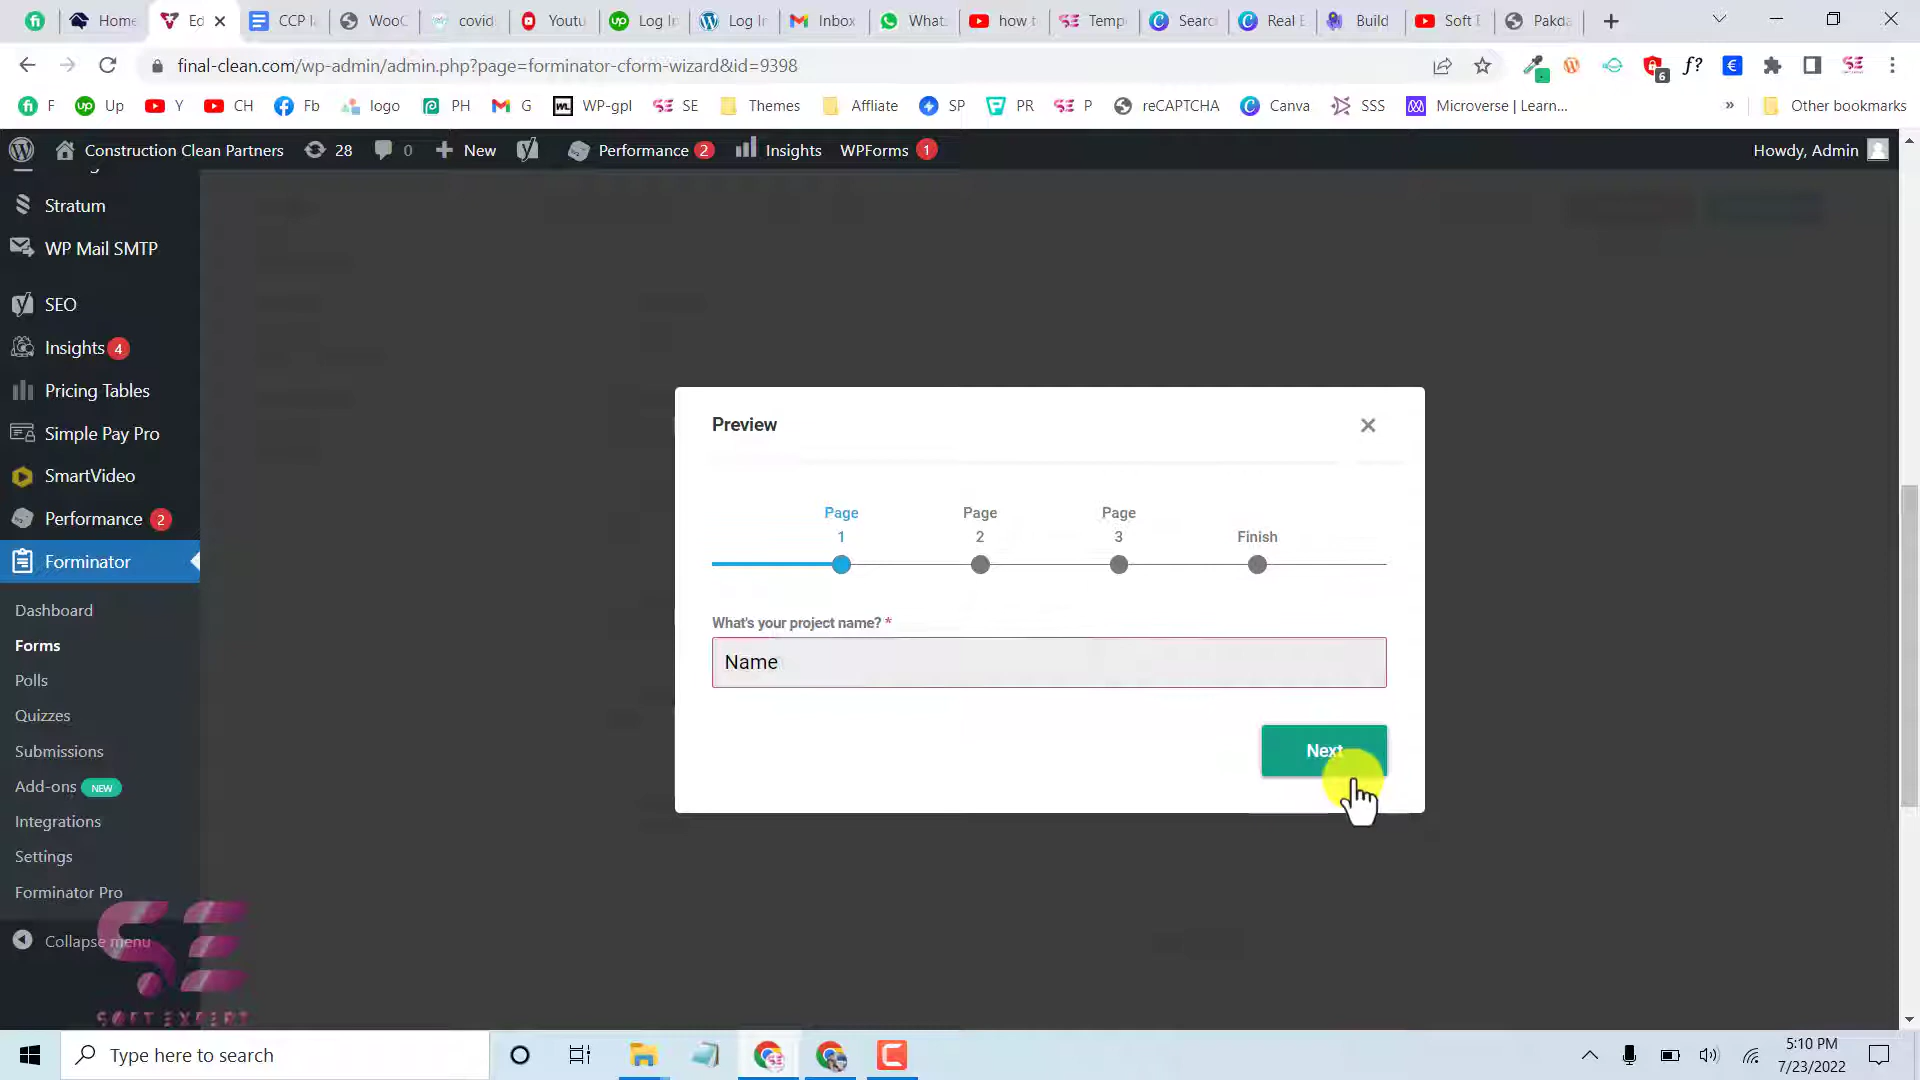 Home
Ed
CCP I
WooC
covid
Youtu
Log In
Log In
Inbox
What
how t
Temp
Searc
Real E
Build
Soft E
Pakda
final-clean.com/wp-admin/admin.php?page=forminator-cform-wizard&id=9398
F
Up
Y
CH
Fb
logo
PH
G
WP-gpl
SE
Themes
Affliate
SP
PR
P
reCAPTCHA
Canva
SSS
Microverse | Learn...
»
Other bookmarks
Construction Clean Partners
28
0
New
Performance 2
Insights
WPForms 1
Howdy, Admin
Stratum
WP Mail SMTP
SEO
Insights 4
Pricing Tables
Simple Pay Pro
SmartVideo
Performance 2
Forminator
Dashboard
Forms
Polls
Quizzes
Submissions
Add-ons NEW
Integrations
Settings
Forminator Pro
Collapse menu
SE
SOFT EXPERT
Preview
Page
1
Page
2
Page
3
Finish
What's your project name? *
Name
Next
Type here to search
5:10 PM
7/23/2022